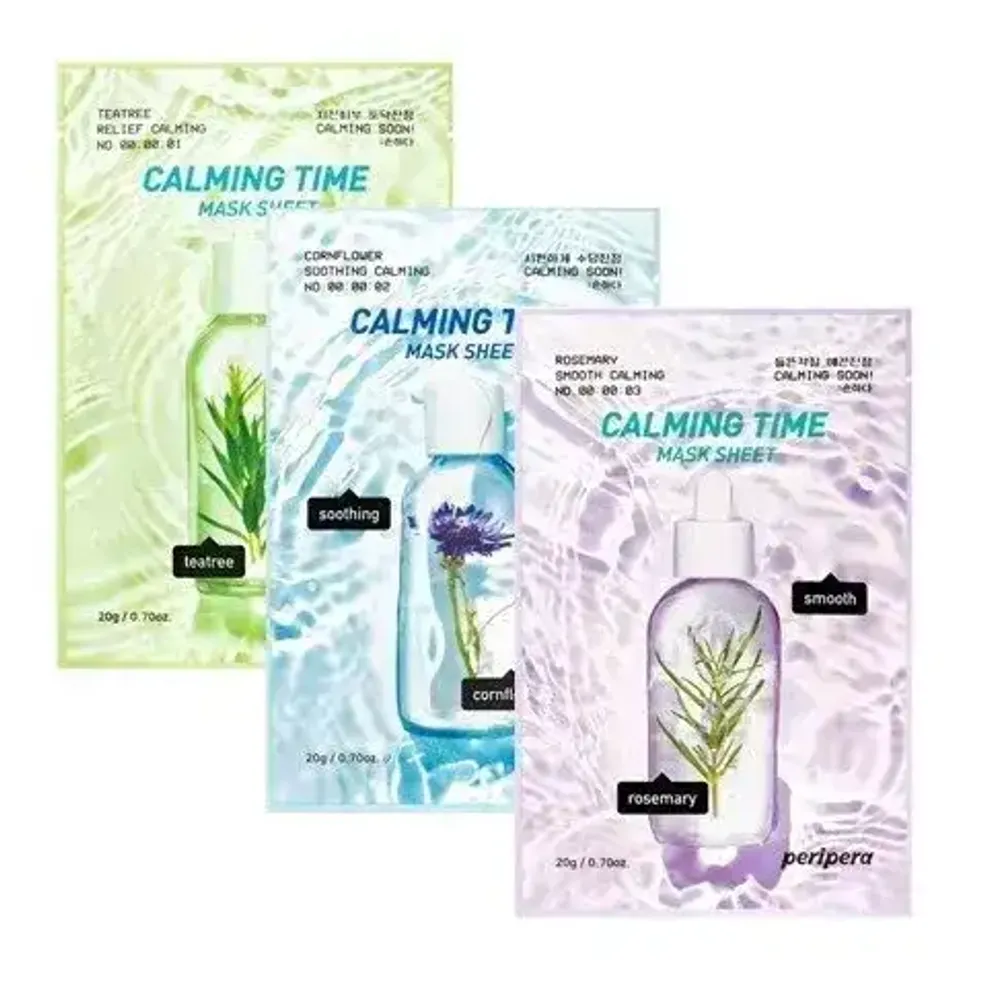 TEATREE
RELIEF CALMING
NO 00.00.01
CALMING SOON!
CALMING TIME
MASK SHEET
teatree
20g / 0.70oz.
CORNFLOWER
SOOTHING CALMING
NO 00 00 02
CALMING SOON!
CALMING T
MASK SHEE
soothing
cornfl
20g / 0.70oz.
ROSEMARY
SMOOTH CALMING
NO 00 00 03
CALMING SOON!
CALMING TIME
MASK SHEET
smooth
rosemary
20g / 0.70oz.
peripera